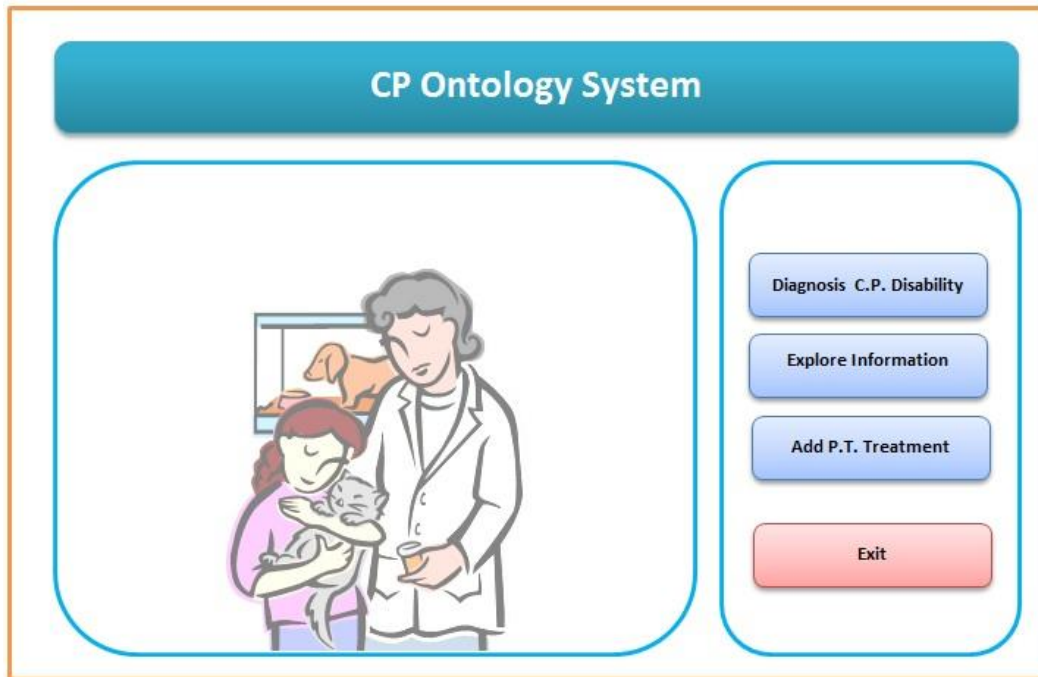 CP Ontology System
Diagnosis  C.P. Disability
Explore Information
Add P.T. Treatment
Exit